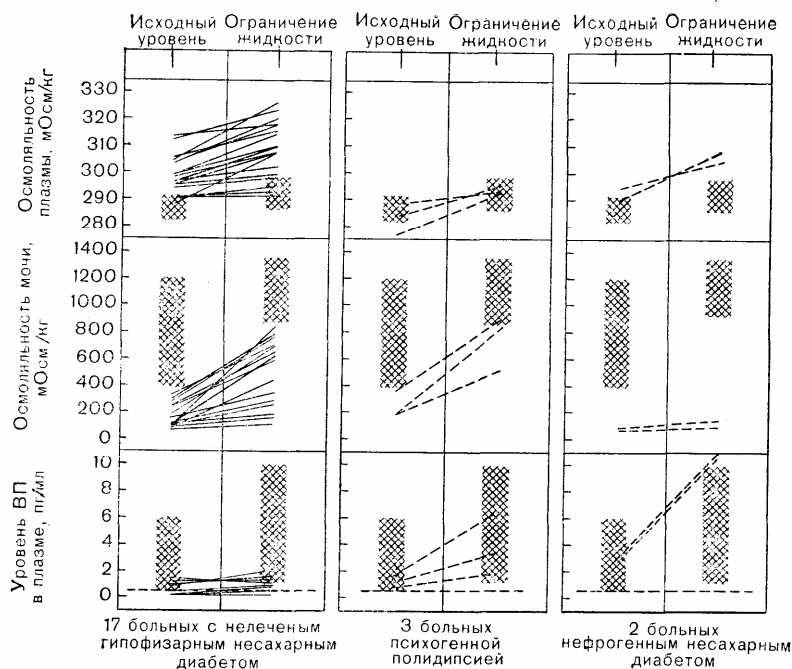 Исходный Ограничение
уровень жидкости
Исходный Ограничение
уровень жидкости
Исходный Ограничение
уровень жидкости
Осмоляльность
плазмы, мОсм/кг
330
320
310
300
290
280
Осмоляльность мочи,
мОсм/кг
1400
1200
1000
800
600
400
200
0
Уровень ВП
в плазме, пг/мл
10
8
6
4
2
0
17 больных с нелеченым
гипофизарным несахарным
диабетом
3 больных
психогенной
полидипсией
2 больных
нефрогенным несахарным
диабетом